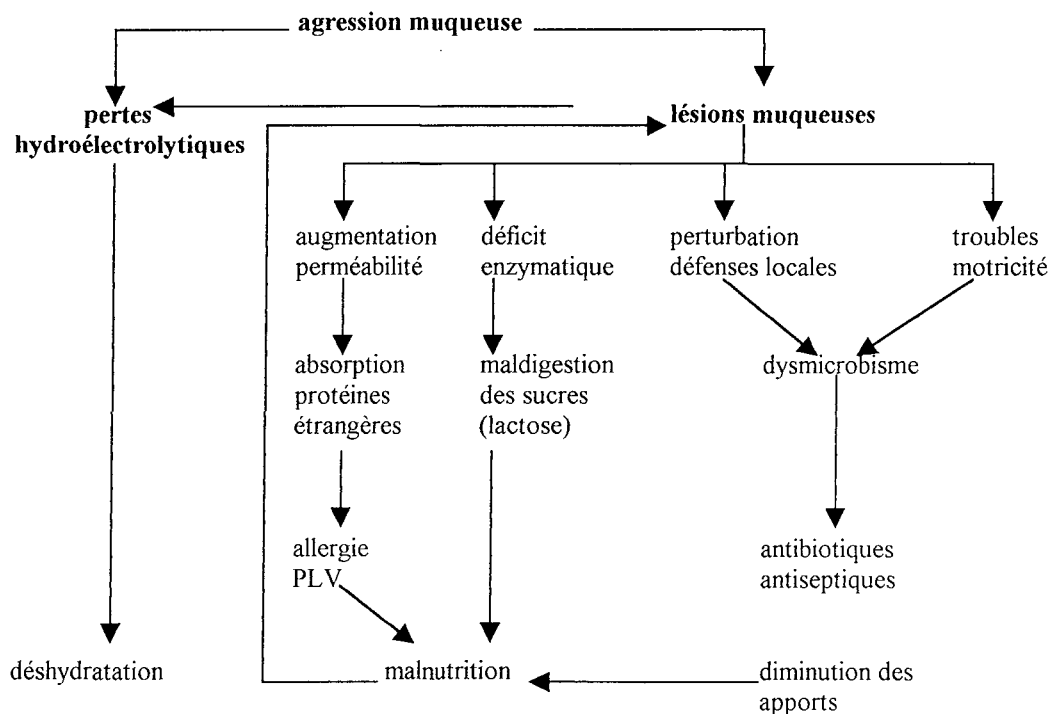 agression muqueuse
pertes
hydroélectrolytiques
lésions muqueuses
augmentation
perméabilité
déficit
enzymatique
perturbation
défenses locales
troubles
motricité
absorption
protéines
étrangères
maldigestion
des sucres
(lactose)
dysmicrobisme
allergie
PLV
antibiotiques
antiseptiques
déshydratation
malnutrition
diminution des
apports